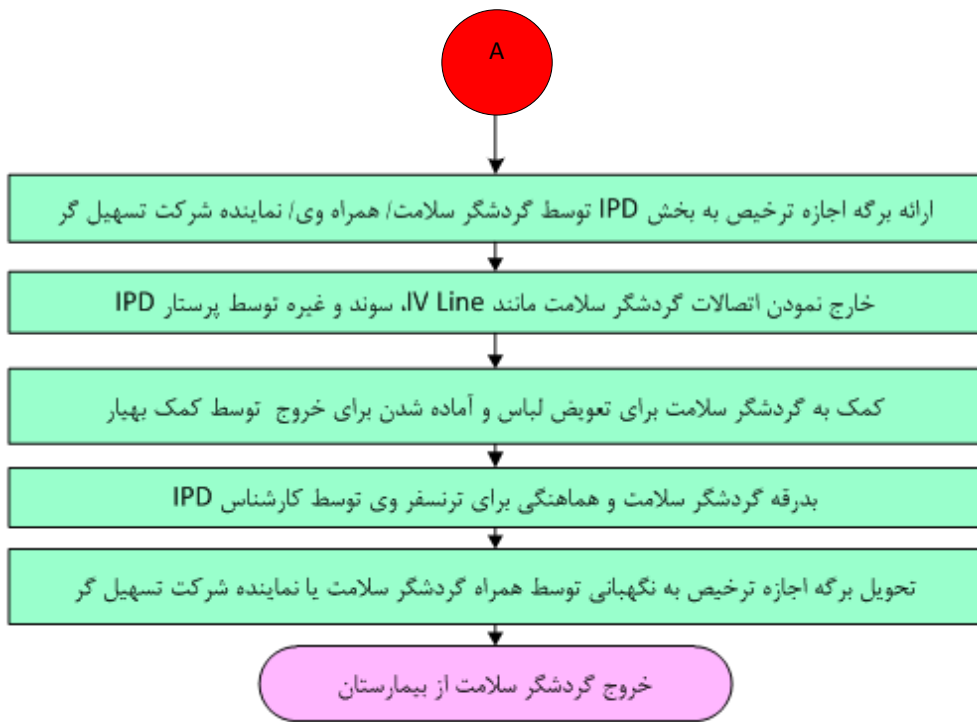 A
ارائه برگه اجازه ترخیص به بخش IPD توسط گردشگر سلامت/ همراه وی/ نماینده شرکت تسهیل گر
خارج نمودن اتصالات گردشگر سلامت مانند IV Line، سوند و غیره توسط پرستار IPD
کمک به گردشگر سلامت برای تعویض لباس و آماده شدن برای خروج توسط کمک بهیار
بدرقه گردشگر سلامت و هماهنگی برای ترنسفر وی توسط کارشناس IPD
تحویل برگه اجازه ترخیص به نگهبانی توسط همراه گردشگر سلامت یا نماینده شرکت تسهیل گر
خروج گردشگر سلامت از بیمارستان